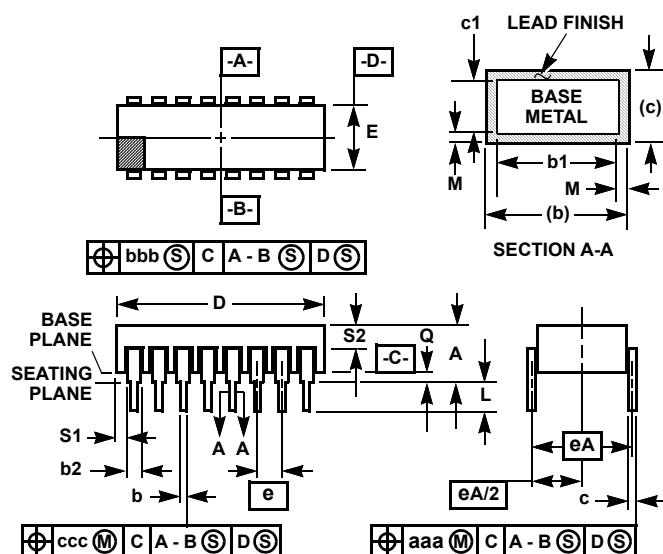 c1
LEAD FINISH
-A-
-D-
E
BASE
METAL
(c)
b1
M
M
-B-
(b)
SECTION A-A
⌖ bbb Ⓢ C A - B Ⓢ D Ⓢ
D
BASE
PLANE
S2
Q
A
-C-
SEATING
PLANE
L
S1
A A
eA
b2
b
e
eA/2
c
⌖ ccc Ⓜ C A - B Ⓢ D Ⓢ
⌖ aaa Ⓜ C A - B Ⓢ D Ⓢ